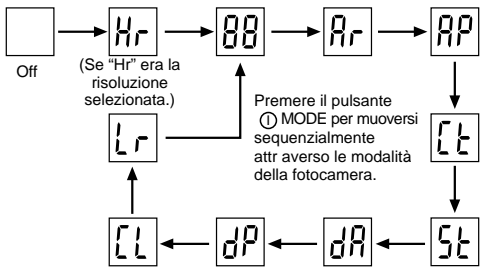 Hr
88
Ar
AP
Off
(Se “Hr” era la
risoluzione
selezionata.)
Premere il pulsante
MODE per muoversi
sequenzialmente
attr averso le modalità
della fotocamera.
Lr
Ct
CL
dP
dA
St